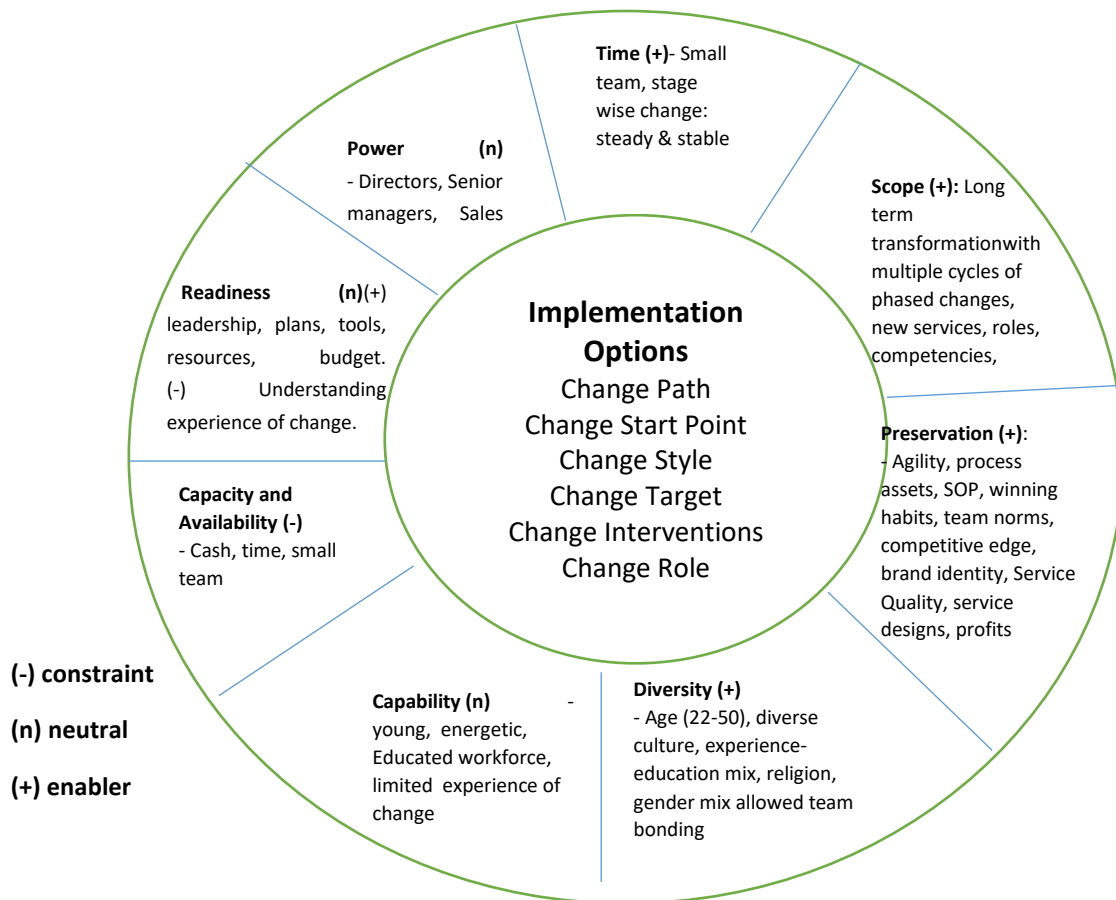 Time (+)- Small
team, stage
wise change:
steady & stable
Scope (+): Long
term
transformationwith
multiple cycles of
phased changes,
new services, roles,
competencies,
Preservation (+):
- Agility, process
assets, SOP, winning
habits, team norms,
competitive edge,
brand identity, Service
Quality, service
designs, profits
Diversity (+)
- Age (22-50), diverse
culture, experience-
education mix, religion,
gender mix allowed team
bonding
Capability (n) -
young, energetic,
Educated workforce,
limited experience of
change
Capacity and
Availability (-)
- Cash, time, small
team
Readiness (n)(+)
leadership, plans, tools,
resources, budget.
(-) Understanding
experience of change.
Power (n)
- Directors, Senior
managers, Sales
Implementation
Options
Change Path
Change Start Point
Change Style
Change Target
Change Interventions
Change Role
(-) constraint
(n) neutral
(+) enabler